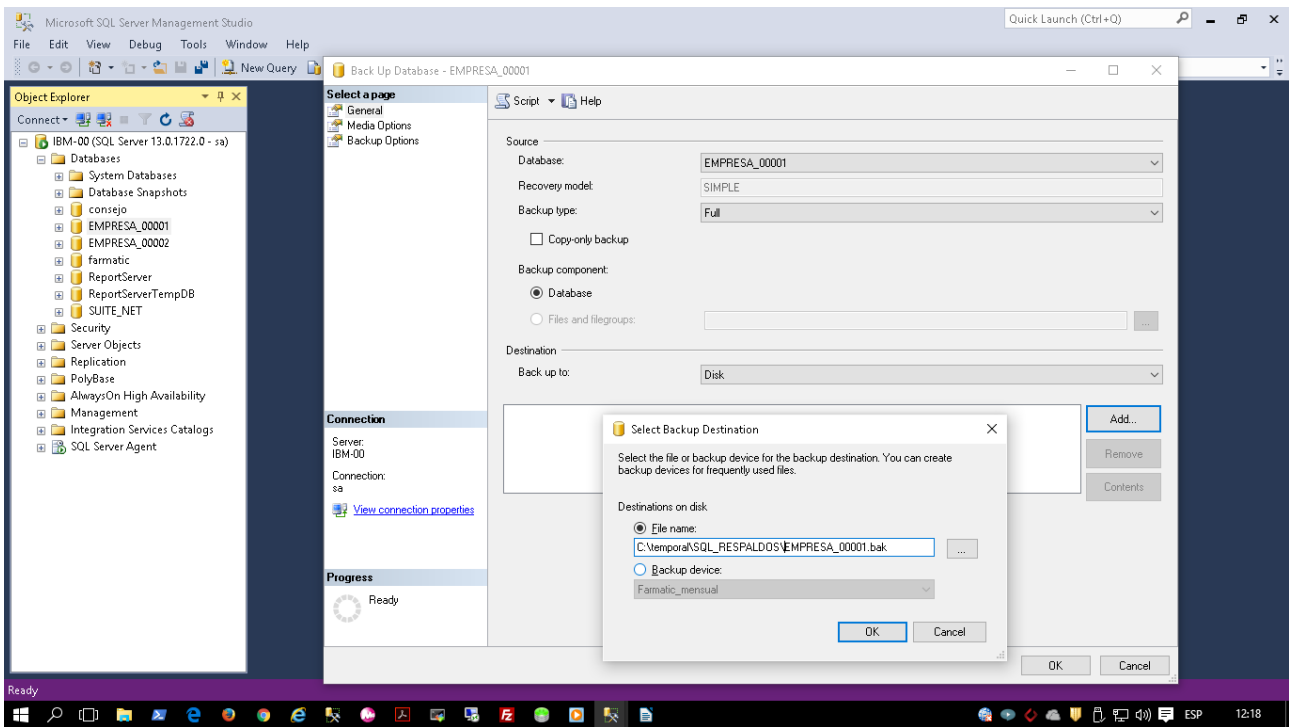 Microsoft SQL Server Management Studio
Quick Launch (Ctrl+Q)
File Edit View Debug Tools Window Help
New Query
Object Explorer
Connect
IBM-00 (SQL Server 13.0.1722.0 - sa)
Databases
System Databases
Database Snapshots
consejo
EMPRESA_00001
EMPRESA_00002
farmatic
ReportServer
ReportServerTempDB
SUITE_NET
Security
Server Objects
Replication
PolyBase
AlwaysOn High Availability
Management
Integration Services Catalogs
SQL Server Agent
Back Up Database - EMPRESA_00001
Select a page
General
Media Options
Backup Options
Connection
Server:
IBM-00
Connection:
sa
View connection properties
Progress
Ready
Script Help
Source
Database: EMPRESA_00001
Recovery model: SIMPLE
Backup type: Full
Copy-only backup
Backup component:
Database
Files and filegroups: ...
Destination
Back up to: Disk
Add...
Remove
Contents
Select Backup Destination
Select the file or backup device for the backup destination. You can create
backup devices for frequently used files.
Destinations on disk
File name:
C:\temporal\SQL_RESPALDOS\EMPRESA_00001.bak ...
Backup device:
Farmatic_mensual
OK Cancel
OK Cancel
Ready
ESP 12:18